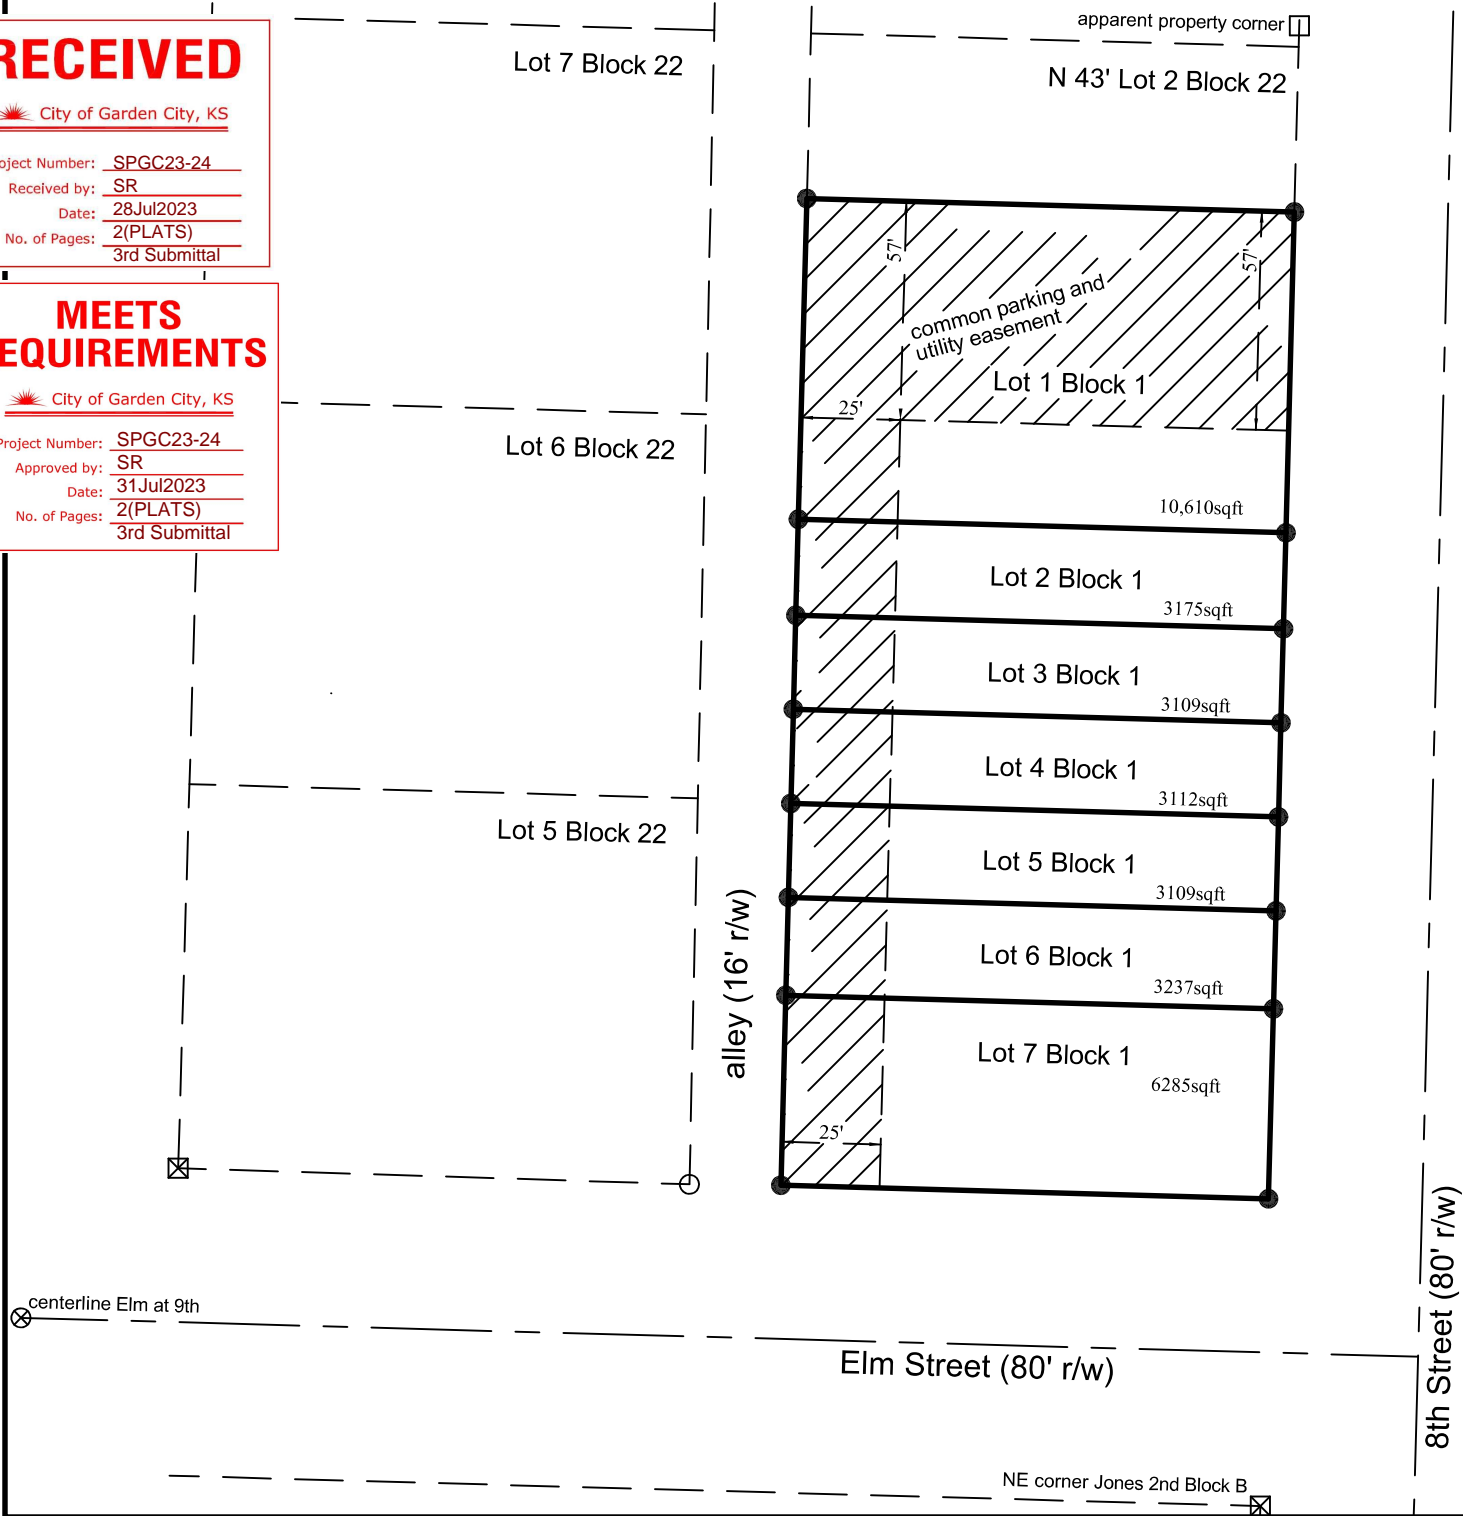 RECEIVED
City of Garden City, KS
oject Number: SPGC23-24
Received by: SR
Date: 28Jul2023
No. of Pages: 2(PLATS)
3rd Submittal
MEETS
EQUIREMENTS
City of Garden City, KS
Project Number: SPGC23-24
Approved by: SR
Date: 31Jul2023
No. of Pages: 2(PLATS)
3rd Submittal
Lot 7 Block 22
apparent property corner
N 43' Lot 2 Block 22
57'
57'
common parking and
utility easement
Lot 1 Block 1
25'
Lot 6 Block 22
10,610sqft
Lot 2 Block 1
3175sqft
Lot 3 Block 1
3109sqft
Lot 4 Block 1
3112sqft
Lot 5 Block 22
Lot 5 Block 1
3109sqft
alley (16' r/w)
Lot 6 Block 1
3237sqft
Lot 7 Block 1
6285sqft
25'
8th Street (80' r/w)
centerline Elm at 9th
Elm Street (80' r/w)
NE corner Jones 2nd Block B